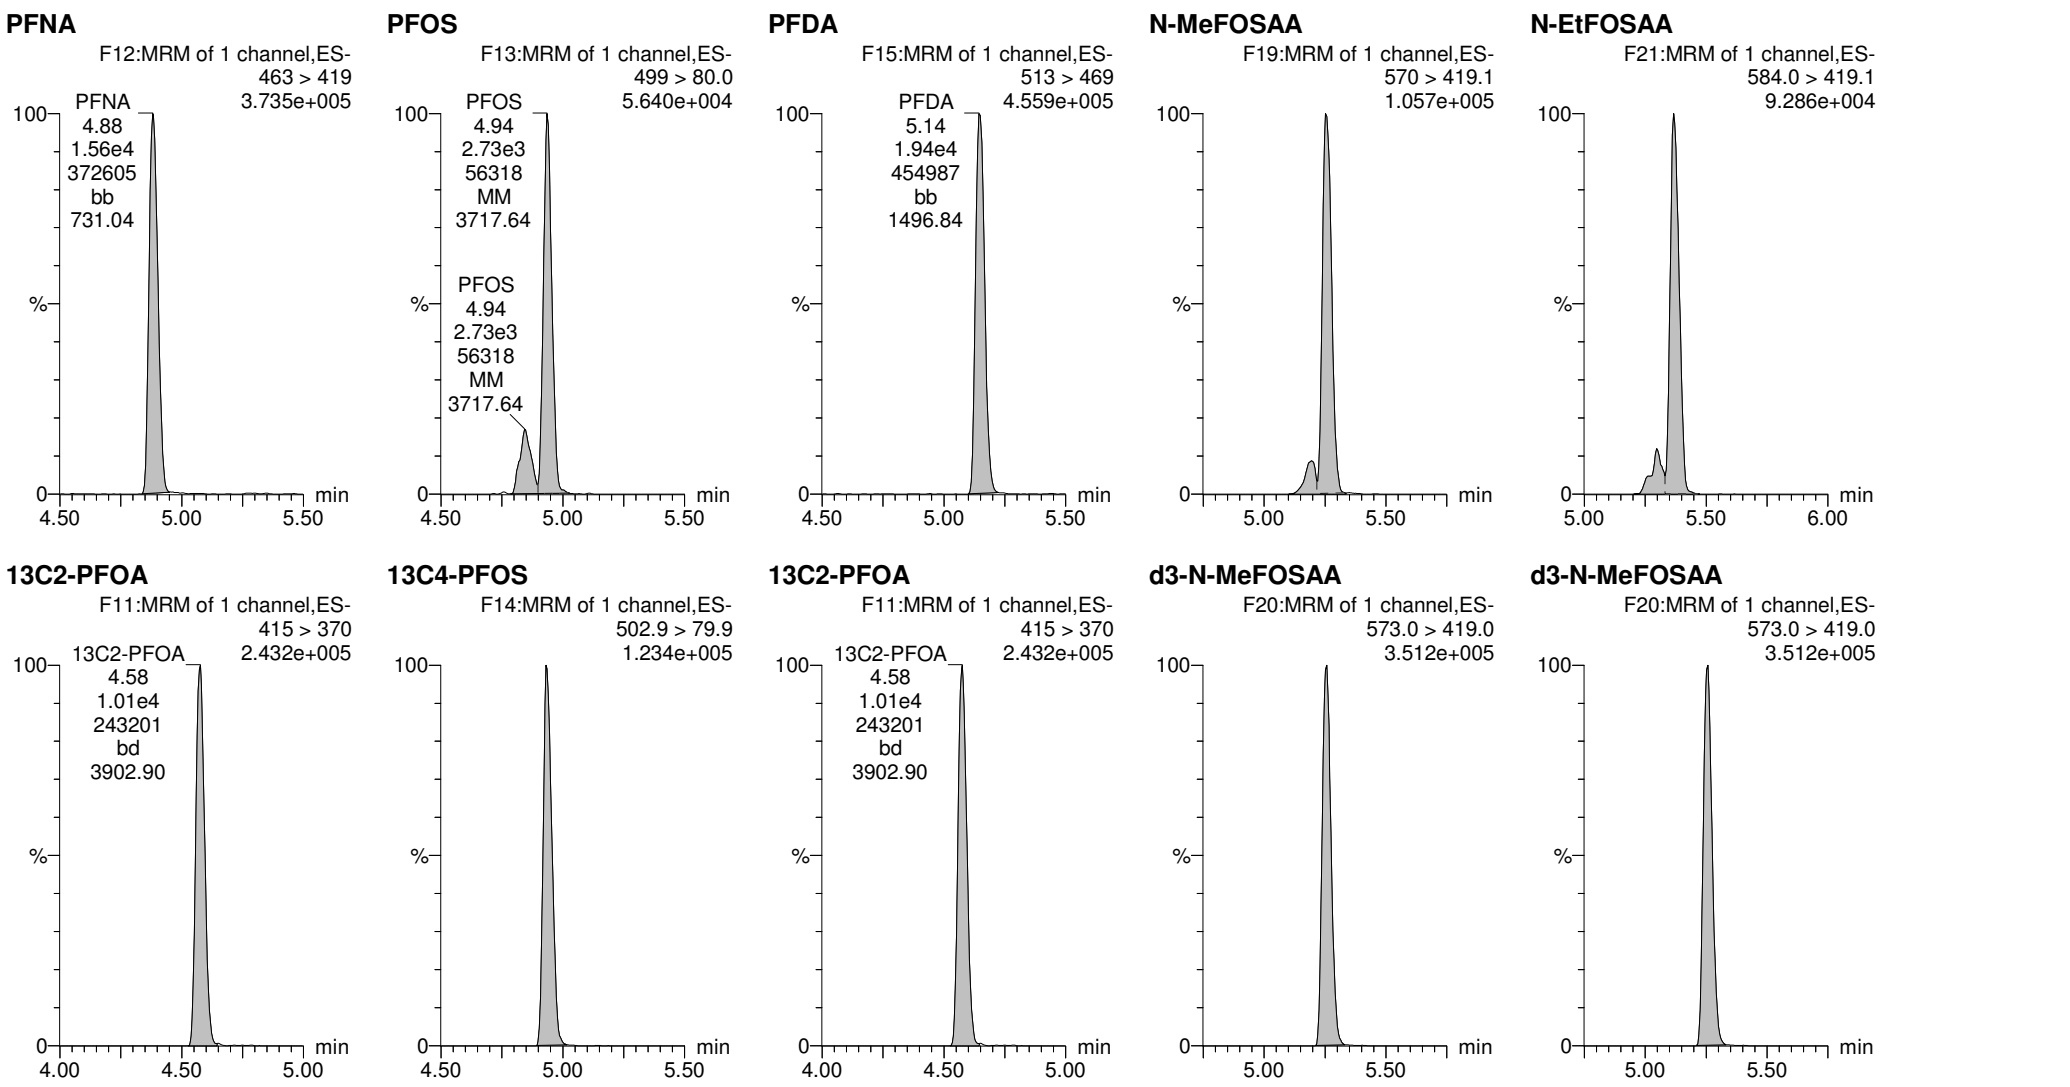 PFNA
F12:MRM of 1 channel,ES-
463 > 419
3.735e+005
PFNA
4.88
1.56e4
372605
bb
731.04
100
%
0
min
4.50 5.00 5.50
PFOS
F13:MRM of 1 channel,ES-
499 > 80.0
5.640e+004
PFOS
4.94
2.73e3
56318
MM
3717.64
PFOS
4.94
2.73e3
56318
MM
3717.64
100
%
0
min
4.50 5.00 5.50
PFDA
F15:MRM of 1 channel,ES-
513 > 469
4.559e+005
PFDA
5.14
1.94e4
454987
bb
1496.84
100
%
0
min
4.50 5.00 5.50
N-MeFOSAA
F19:MRM of 1 channel,ES-
570 > 419.1
1.057e+005
100
%
0
min
5.00 5.50
N-EtFOSAA
F21:MRM of 1 channel,ES-
584.0 > 419.1
9.286e+004
100
%
0
min
5.00 5.50 6.00
13C2-PFOA
F11:MRM of 1 channel,ES-
415 > 370
2.432e+005
13C2-PFOA
4.58
1.01e4
243201
bd
3902.90
100
%
0
min
4.00 4.50 5.00
13C4-PFOS
F14:MRM of 1 channel,ES-
502.9 > 79.9
1.234e+005
100
%
0
min
4.50 5.00 5.50
13C2-PFOA
F11:MRM of 1 channel,ES-
415 > 370
2.432e+005
13C2-PFOA
4.58
1.01e4
243201
bd
3902.90
100
%
0
min
4.00 4.50 5.00
d3-N-MeFOSAA
F20:MRM of 1 channel,ES-
573.0 > 419.0
3.512e+005
100
%
0
min
5.00 5.50
d3-N-MeFOSAA
F20:MRM of 1 channel,ES-
573.0 > 419.0
3.512e+005
100
%
0
min
5.00 5.50